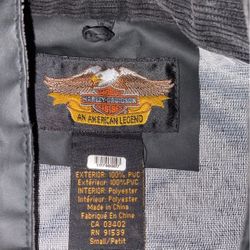 HARLEY-DAVIDSON
AN AMERICAN LEGEND
EXTERIOR: 100% PVC
Extérieur: 100%PVC
INTERIOR: Polyester
Intérieur: Polyester
Made in China
Fabriqué En China
CA 03402
RN 91539
Small/Petit